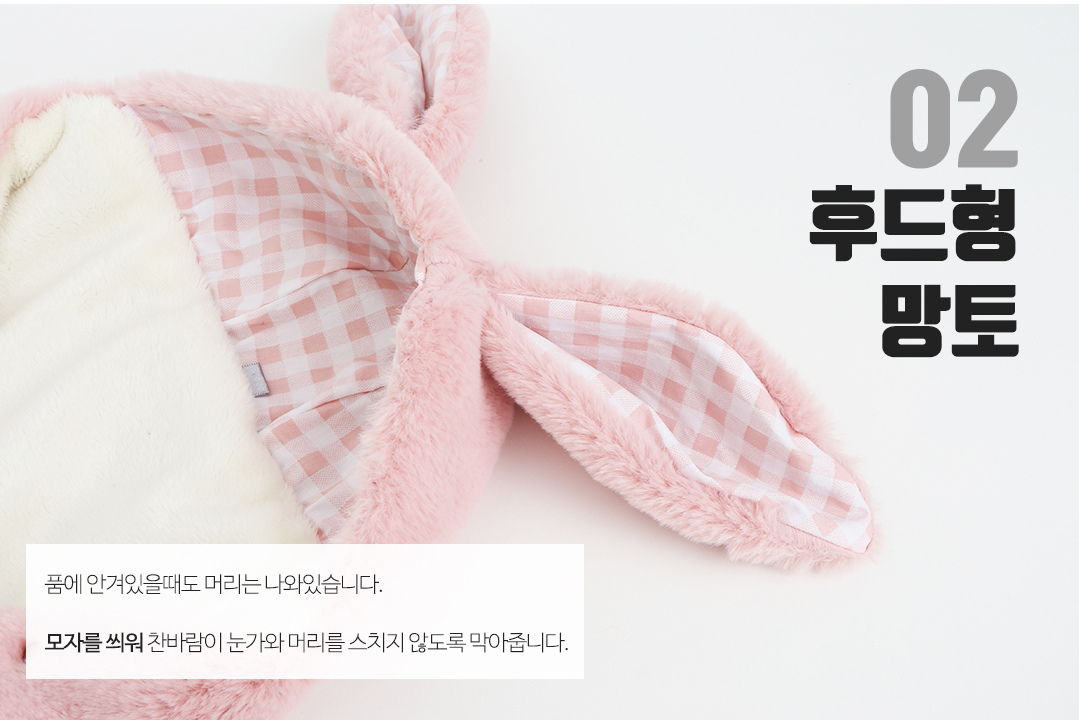 02
후드형
망토
품에 안겨있을때도 머리는 나와있습니다.
모자를 씌워 찬바람이 눈가와 머리를 스치지 않도록 막아줍니다.